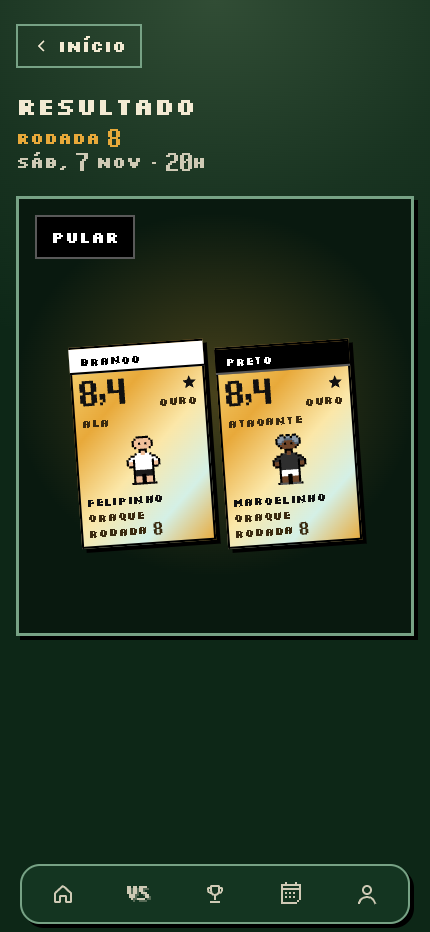 INÍCIO
RESULTADO
RODADA 8
SÁB, 7 NOV · 20H
PULAR
BRANCO
8,4
OURO
ALA
FELIPINHO
CRAQUE
RODADA 8
PRETO
8,4
OURO
ATACANTE
MARCELINHO
CRAQUE
RODADA 8
VS